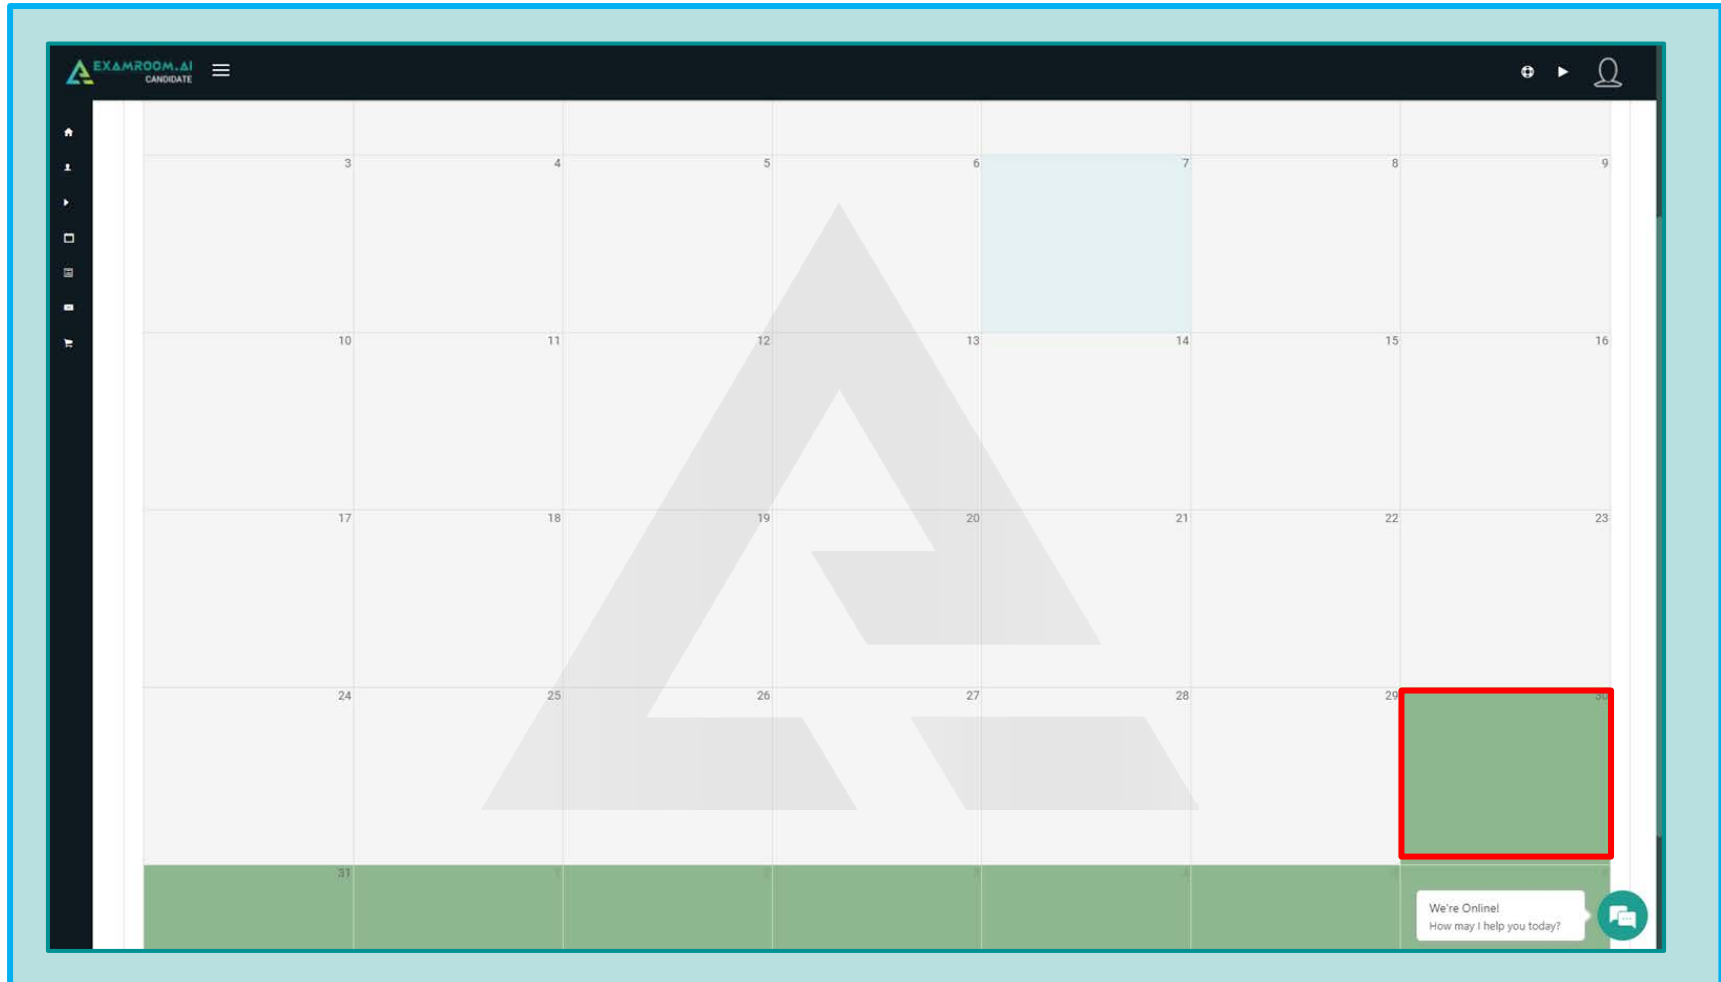 EXAMROOM.AI
CANDIDATE
3 4 5 6 7 8 9
10 11 12 13 14 15 16
17 18 19 20 21 22 23
24 25 26 27 28 29 30
31
We're Online!
How may I help you today?